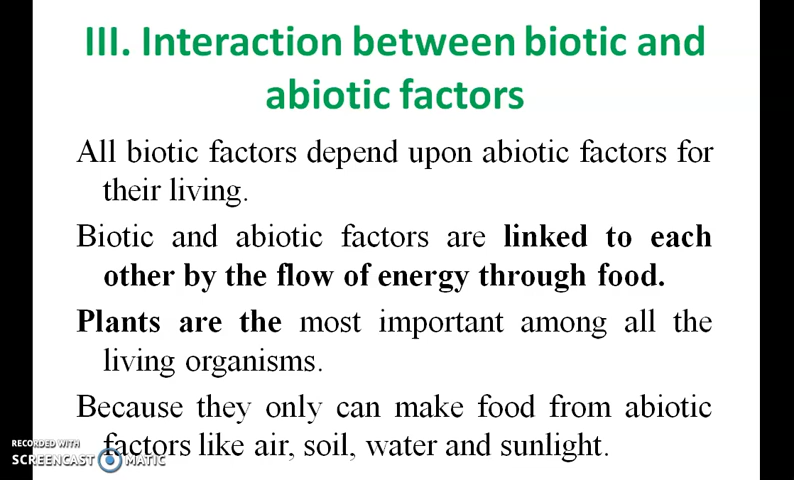 III. Interaction between biotic and
abiotic factors
All biotic factors depend upon abiotic factors for
their living.
Biotic and abiotic factors are linked to each
other by the flow of energy through food.
Plants are the most important among all the
living organisms.
Because they only can make food from abiotic
factors like air, soil, water and sunlight.
RECORDED WITH
SCREENCAST MATIC